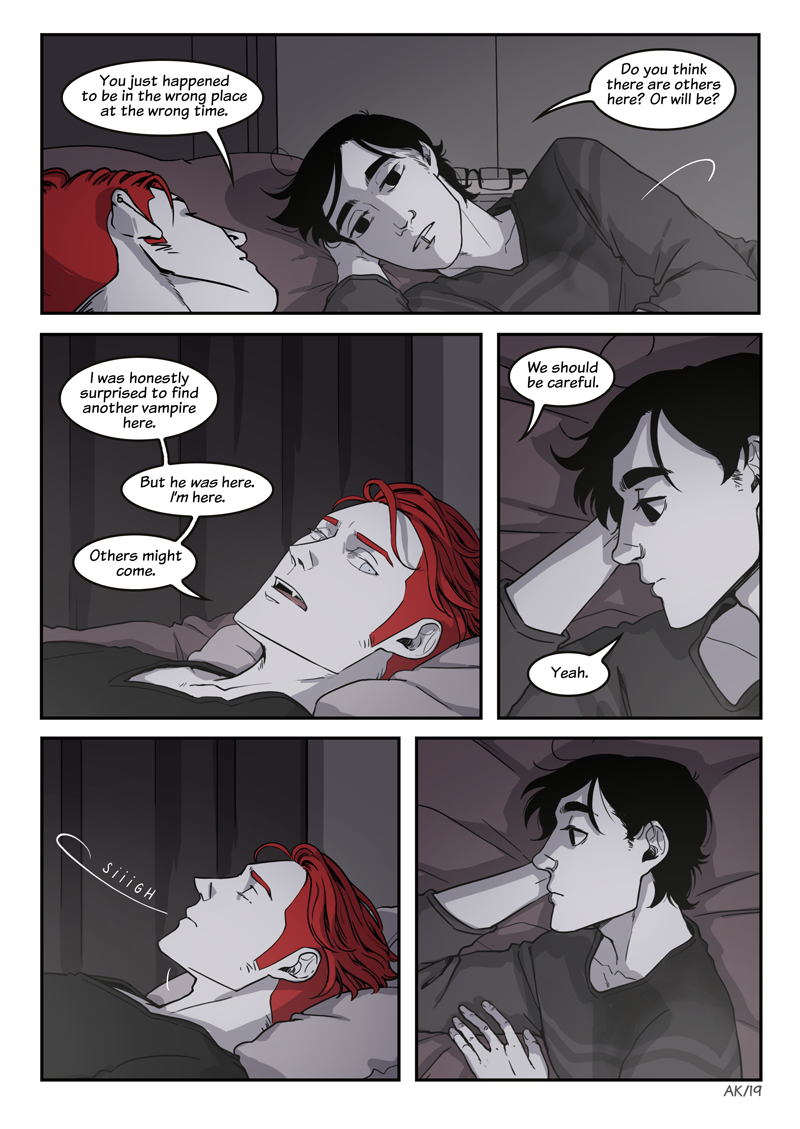 You just happened
to be in the wrong place
at the wrong time.
Do you think
there are others
here? Or will be?
I was honestly
surprised to find
another vampire
here.
But he was here.
I'm here.
Others might
come.
We should
be careful.
Yeah.
SiiiGH
AK/19